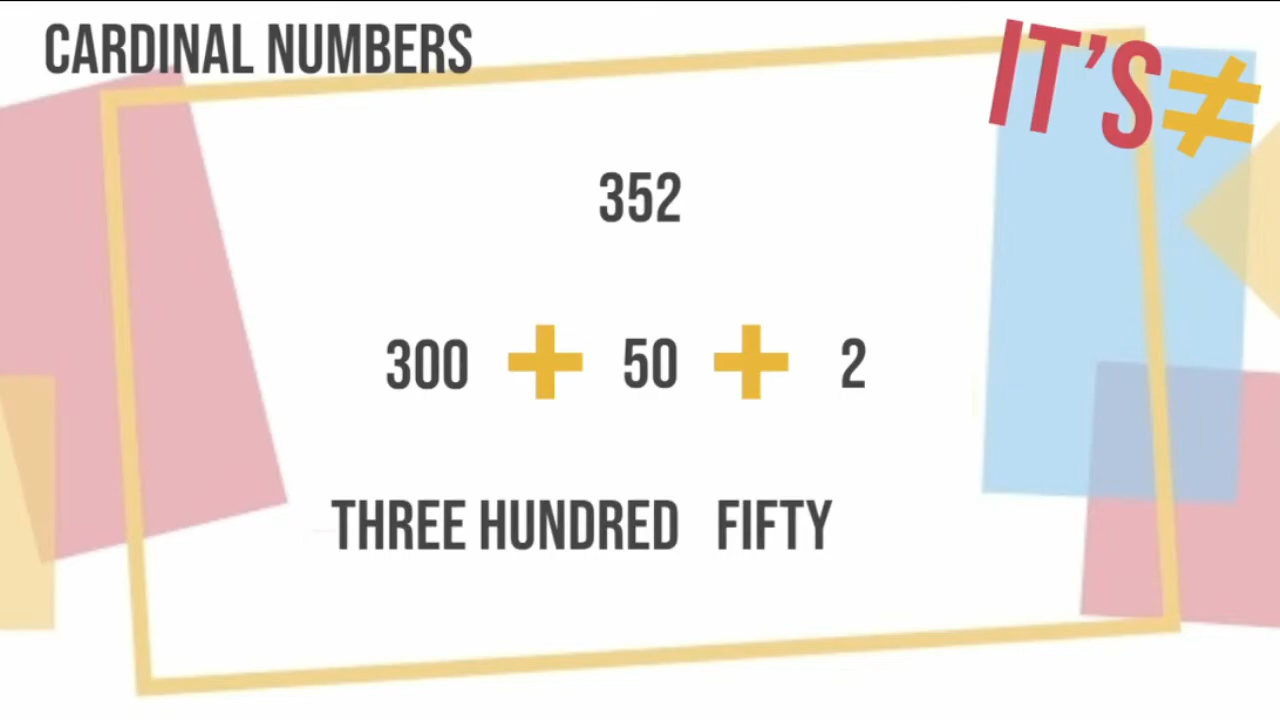 CARDINAL NUMBERS
IT'S≠
352
300 + 50 + 2
THREE HUNDRED FIFTY